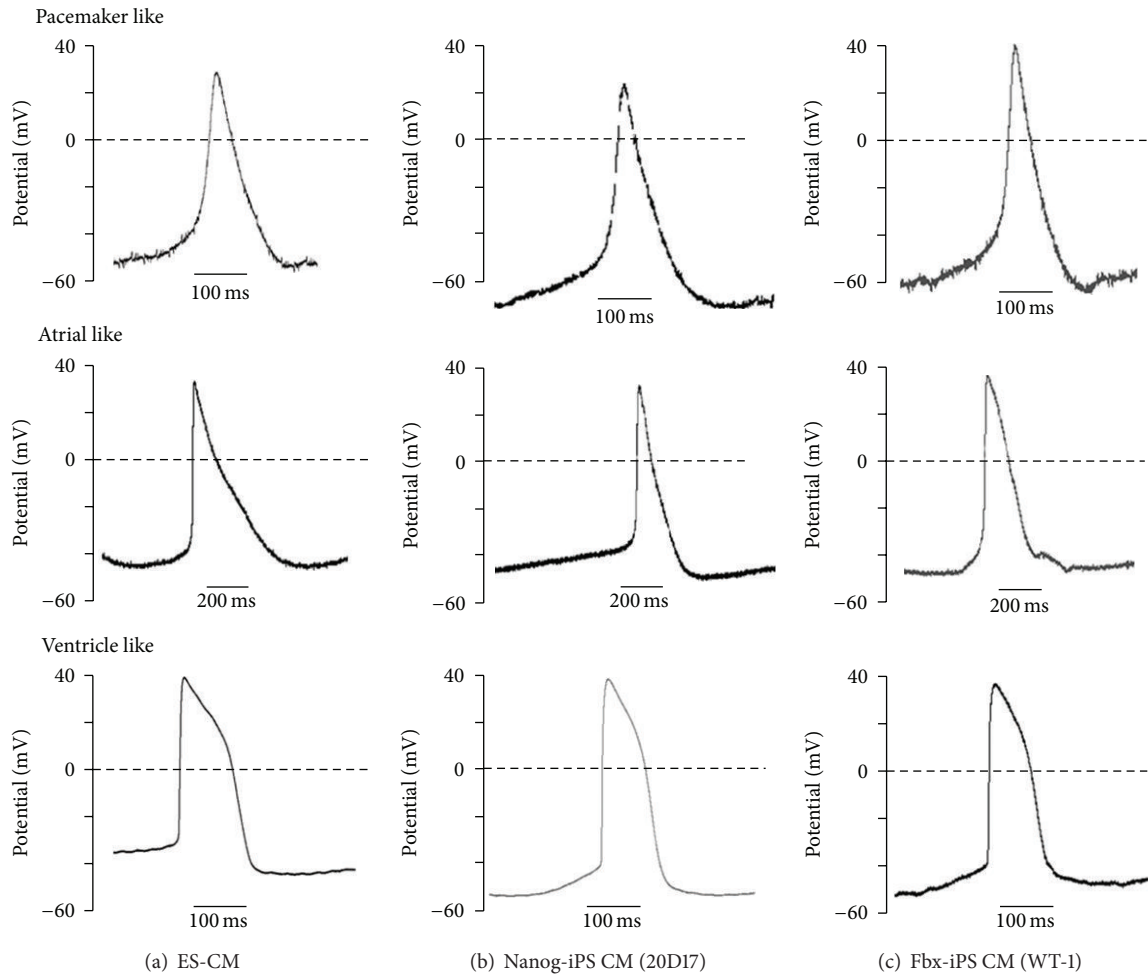 Pacemaker like
40
0
−60
Potential (mV)
100 ms
40
0
−60
Potential (mV)
100 ms
40
0
−60
Potential (mV)
100 ms
Atrial like
40
0
−60
Potential (mV)
200 ms
40
0
−60
Potential (mV)
200 ms
40
0
−60
Potential (mV)
200 ms
Ventricle like
40
0
−60
Potential (mV)
100 ms
40
0
−60
Potential (mV)
100 ms
40
0
−60
Potential (mV)
100 ms
(a) ES-CM
(b) Nanog-iPS CM (20D17)
(c) Fbx-iPS CM (WT-1)